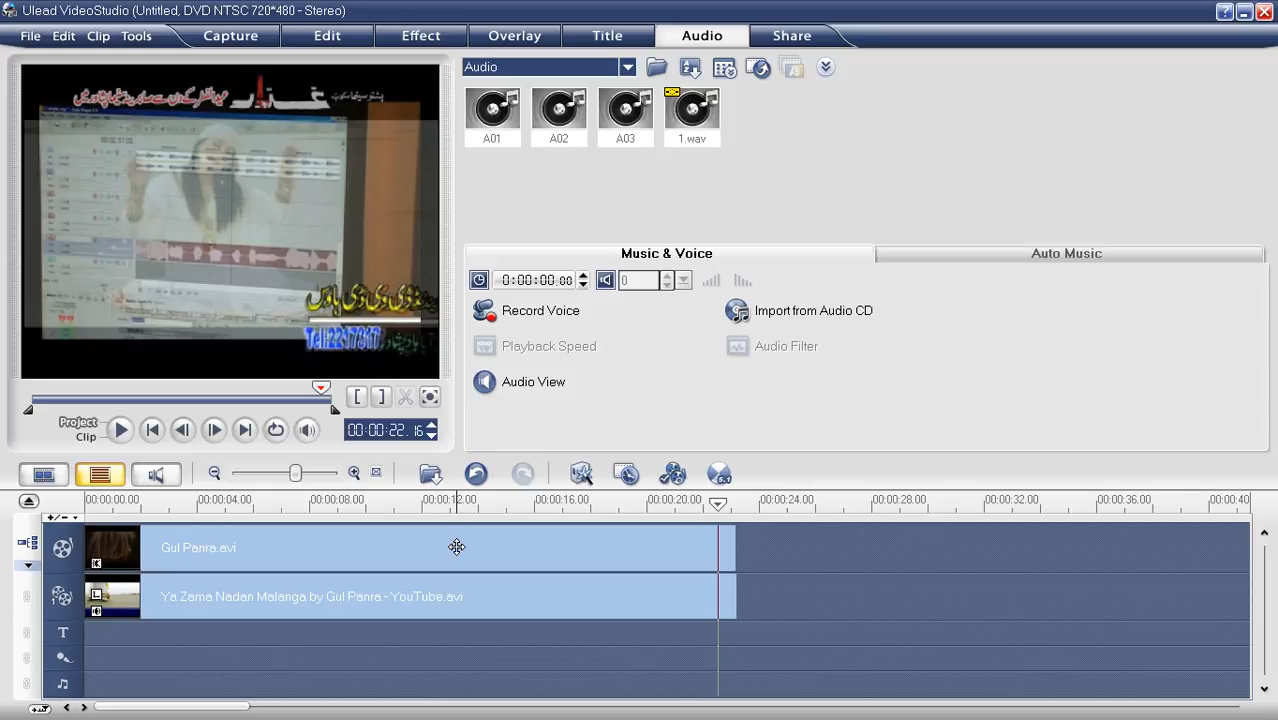 Ulead VideoStudio (Untitled, DVD NTSC 720*480 - Stereo)
File Edit Clip Tools Capture Edit Effect Overlay Title Audio Share
Audio
A01 A02 A03 1.wav
Music & Voice Auto Music
0:00:00.00 0
Record Voice Import from Audio CD
Playback Speed Audio Filter
Audio View
Tel:2217317
Project
Clip
00:00:22.16
00:00:00.00 00:00:04.00 00:00:08.00 00:00:12.00 00:00:16.00 00:00:20.00 00:00:24.00 00:00:28.00 00:00:32.00 00:00:36.00 00:00:40
Gul Panra.avi
Ya Zama Nadan Malanga by Gul Panra - YouTube.avi